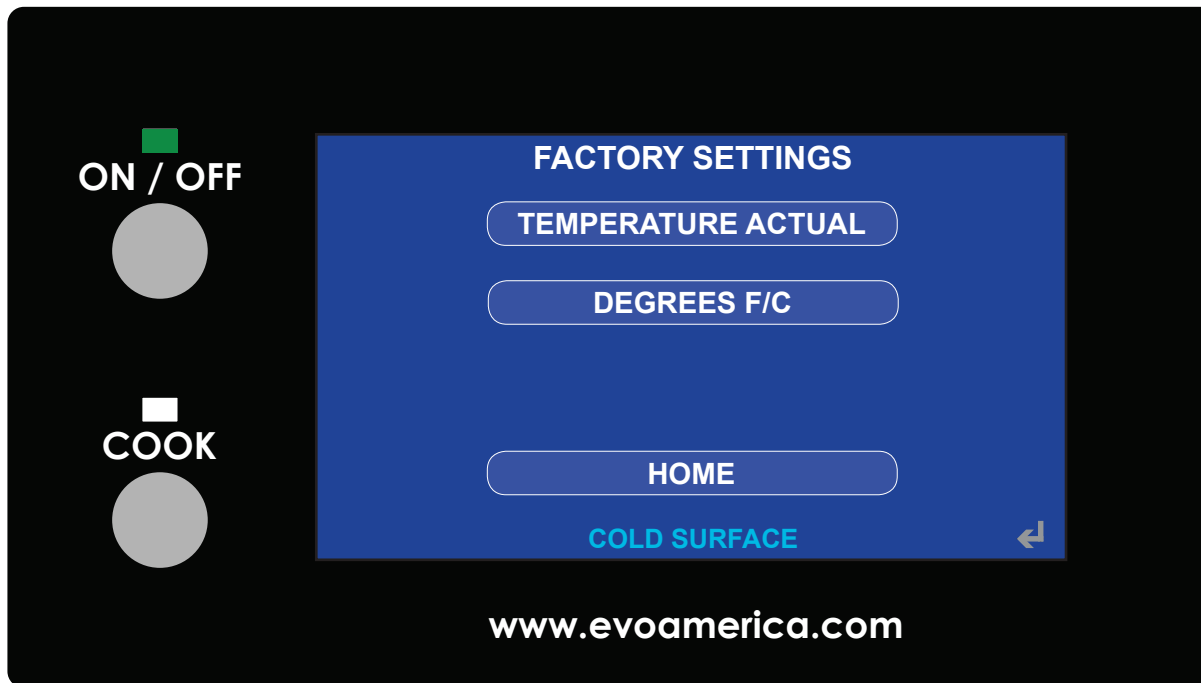 ON / OFF
COOK
FACTORY SETTINGS
TEMPERATURE ACTUAL
DEGREES F/C
HOME
COLD SURFACE
www.evoamerica.com